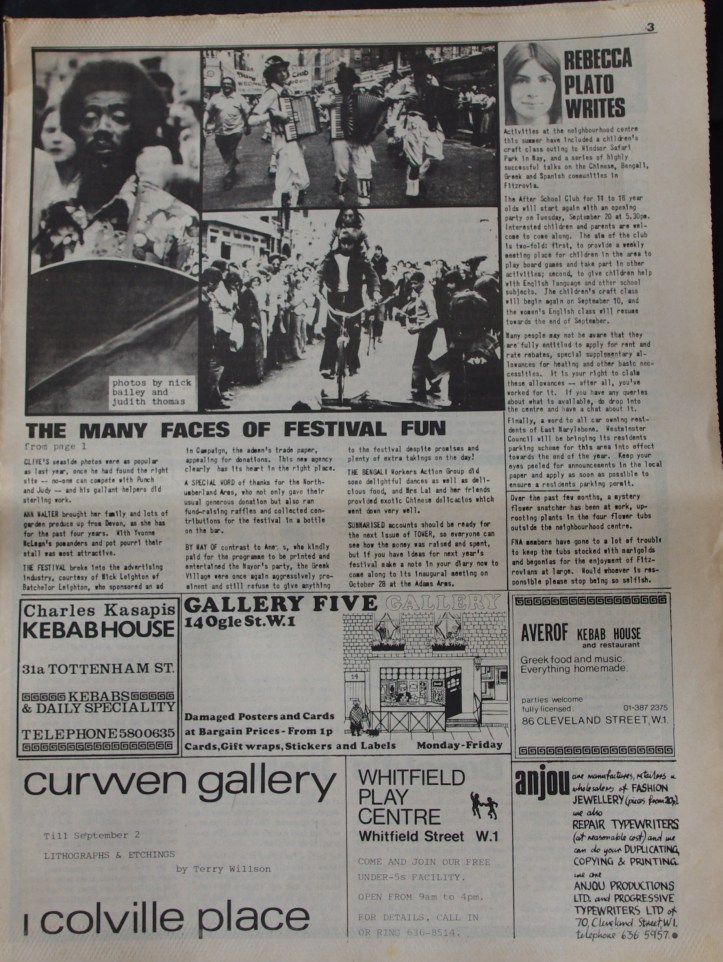 3
photos by nick
bailey and
judith thomas
THE MANY FACES OF FESTIVAL FUN
from page 1
CLIVE'S seaside photos were as popular
as last year, once he had found the right
site -- no-one can compete with Punch
and Judy -- and his gallant helpers did
sterling work.
ANN WALTER brought her family and lots of
garden produce up from Devon, as she has
for the past four years. With Yvonne
McLean's pomanders and pot pourri their
stall was most attractive.
THE FESTIVAL broke into the advertising
industry, courtesy of Nick Leighton of
Batchelor Leighton, who sponsored an ad
in Campaign, the admen's trade paper,
appealing for donations. This new agency
clearly has its heart in the right place.
A SPECIAL WORD of thanks for the North-
umberland Arms, who not only gave their
usual generous donation but also ran
fund-raising raffles and collected con-
tributions for the festival in a bottle
on the bar.
BY WAY OF contrast to Amer. s, who kindly
paid for the programme to be printed and
entertained the Mayor's party, the Greek
Village were once again aggressively pro-
minent and still refuse to give anything
to the festival despite promises and
plenty of extra takings on the day!
THE BENGALI Workers Action Group did
some delightful dances as well as deli-
cious food, and Mrs Lai and her friends
provided exotic Chinese delicacies which
went down very well.
SUMMARISED accounts should be ready for
the next issue of TOWER, so everyone can
see how the money was raised and spent,
but if you have ideas for next year's
festival make a note in your diary now to
come along to its inaugural meeting on
October 28 at the Adams Arms.
REBECCA
PLATO
WRITES
Activities at the neighbourhood centre
this summer have included a children's
craft class outing to Windsor Safari
Park in May, and a series of highly
successful talks on the Chinese, Bengali,
Greek and Spanish communities in
Fitzrovia.
The After School Club for 11 to 16 year
olds will start again with an opening
party on Tuesday, September 20 at 5.30pm.
Interested children and parents are wel-
come to come along. The aim of the club
is two-fold: first, to provide a weekly
meeting place for children in the area to
play board games and take part in other
activities; second, to give children help
with English language and other school
subjects. The children's craft class
will begin again on September 10, and
the women's English class will resume
towards the end of September.
Many people may not be aware that they
are fully entitled to apply for rent and
rate rebates, special supplementary al-
lowances for heating and other basic ne-
cessities. It is your right to claim
these allowances -- after all, you've
worked for it. If you have any queries
about what is available, do drop into
the centre and have a chat about it.
Finally, a word to all car owning resi-
dents of East Marylebone. Westminster
Council will be bringing its residents
parking scheme for this area into effect
towards the end of the year. Keep your
eyes peeled for announcements in the local
paper and apply as soon as possible to
ensure a residents parking permit.
Over the past few months, a mystery
flower snatcher has been at work, up-
rooting plants in the four flower tubs
outside the neighbourhood centre.
FNA members have gone to a lot of trouble
to keep the tubs stocked with marigolds
and begonias for the enjoyment of Fitz-
rovians at large. Would whoever is res-
ponsible please stop being so selfish.
Charles Kasapis
KEBAB HOUSE
31a TOTTENHAM ST.
KEBABS
& DAILY SPECIALITY
TELEPHONE 580 0635
GALLERY FIVE
14 Ogle St. W.1
GALLERY
14
Damaged Posters and Cards
at Bargain Prices - From 1p
Cards, Gift wraps, Stickers and Labels Monday-Friday
AVEROF KEBAB HOUSE
and restaurant
Greek food and music.
Everything homemade.
parties welcome
fully licensed 01-387 2375
86 CLEVELAND STREET, W.1.
curwen gallery
Till September 2
LITHOGRAPHS & ETCHINGS
by Terry Willson
1 colville place
WHITFIELD
PLAY
CENTRE
Whitfield Street W.1
COME AND JOIN OUR FREE
UNDER-5s FACILITY.
OPEN FROM 9am to 4pm.
FOR DETAILS, CALL IN
OR RING 636-8514.
anjou are manufacturers, retailers &
wholesalers of FASHION
JEWELLERY (pieces from 20p)
we also
REPAIR TYPEWRITERS
(at reasonable cost) and we
can do your DUPLICATING,
COPYING & PRINTING.
we are
ANJOU PRODUCTIONS
LTD. and PROGRESSIVE
TYPEWRITERS LTD of
70, Cleveland Street, W1.
telephone 636 5957.